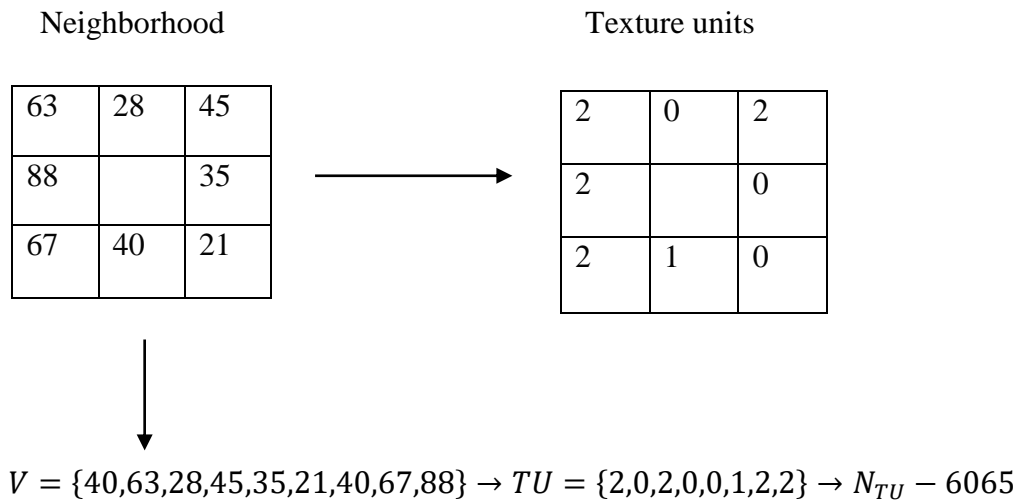 Neighborhood Texture units
63 28 45 2 0 2
88 35 2 0
67 40 21 2 1 0
𝑉 = {40,63,28,45,35,21,40,67,88} → 𝑇𝑈 = {2,0,2,0,0,1,2,2} → 𝑁𝑇𝑈 − 6065